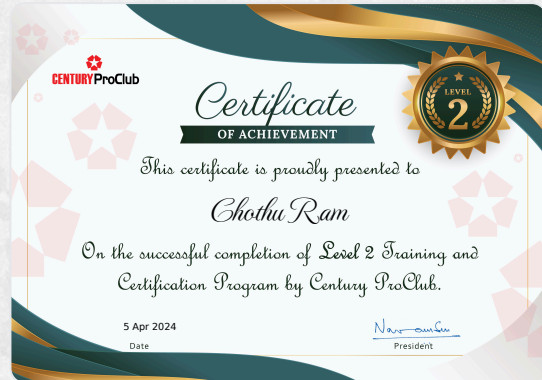 CENTURY ProClub
Certificate
OF ACHIEVEMENT
LEVEL
2
This certificate is proudly presented to
Chothu Ram
On the successful completion of Level 2 Training and
Certification Program by Century ProClub.
5 Apr 2024
Date
President